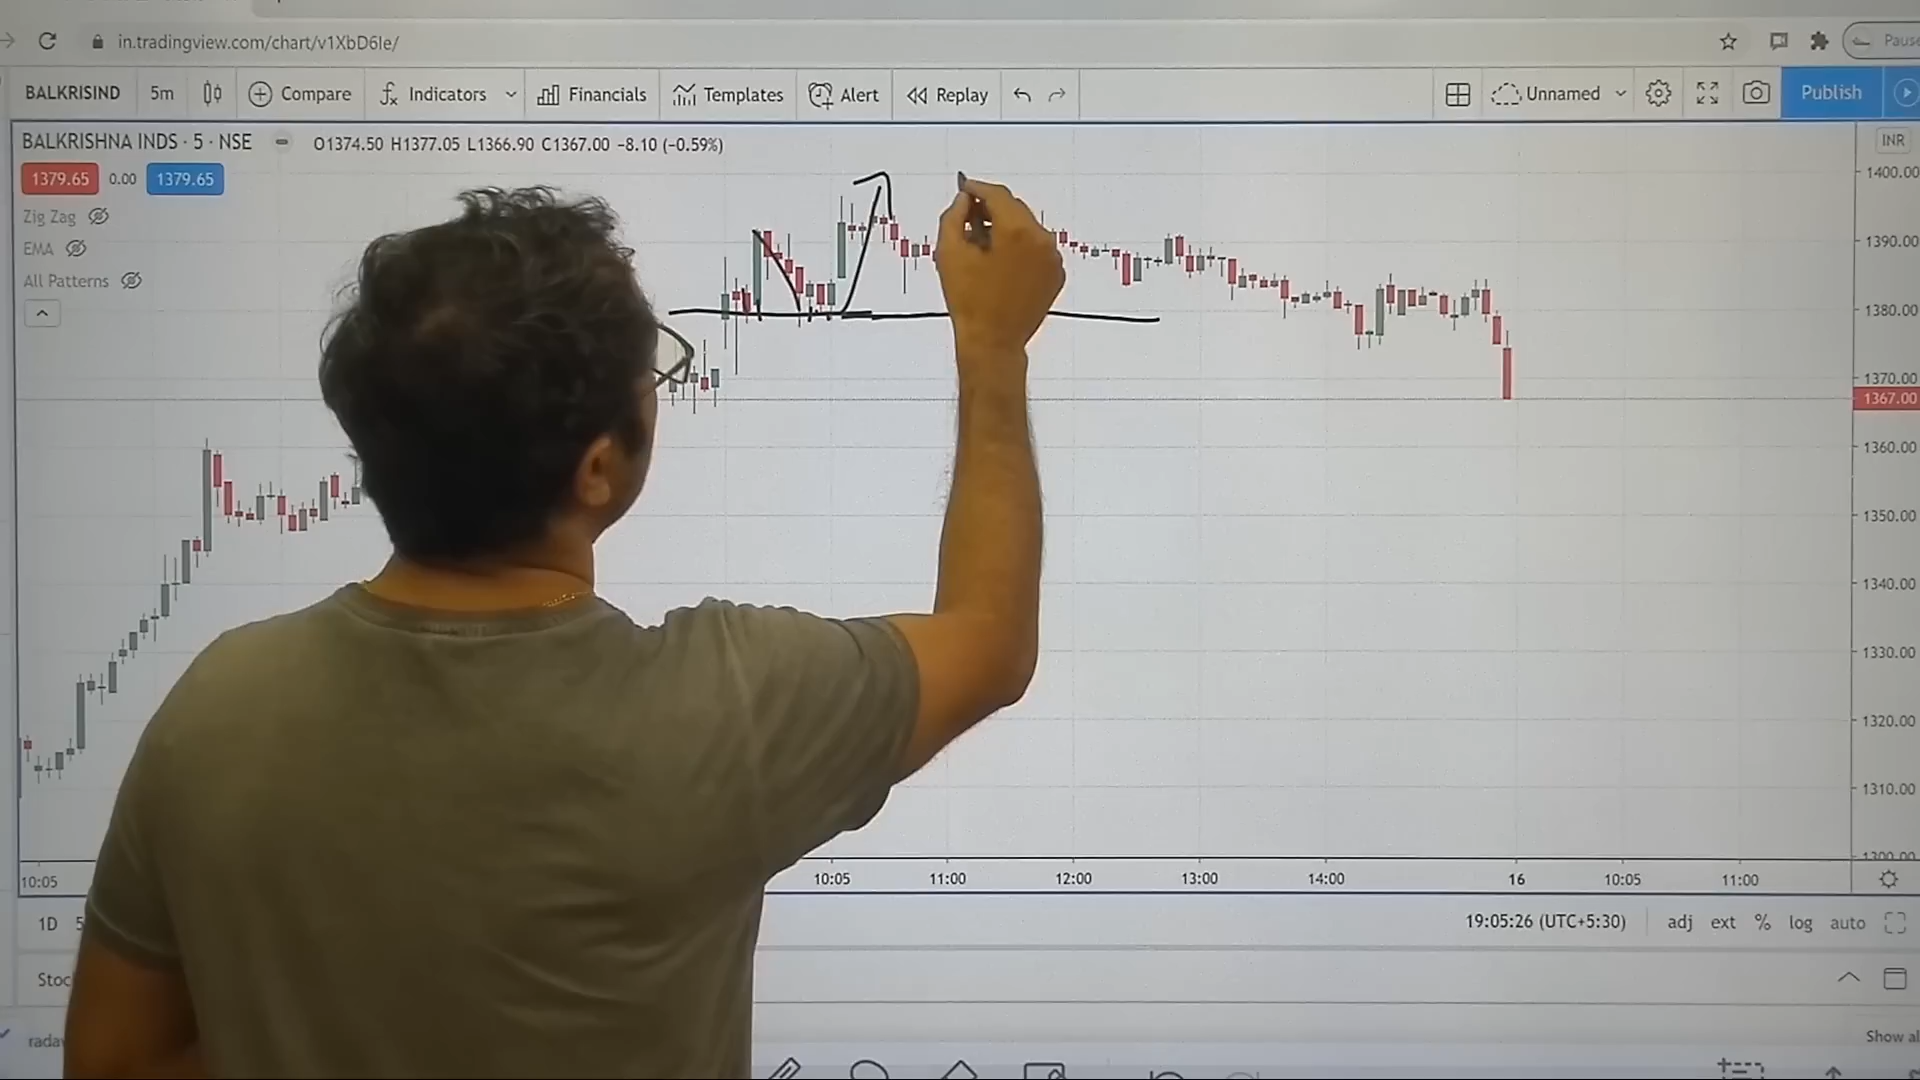 in.tradingview.com/chart/v1XbD6Ie/
BALKRISIND 5m Compare Indicators Financials Templates Alert Replay Unnamed Publish
BALKRISHNA INDS · 5 · NSE O1374.50 H1377.05 L1366.90 C1367.00 −8.10 (−0.59%) INR
1379.65 0.00 1379.65
Zig Zag
EMA
All Patterns
1400.00
1390.00
1380.00
1370.00
1367.00
1360.00
1350.00
1340.00
1330.00
1320.00
1310.00
1300.00
10:05 10:05 11:00 12:00 13:00 14:00 16 10:05 11:00
1D 19:05:26 (UTC+5:30) adj ext % log auto